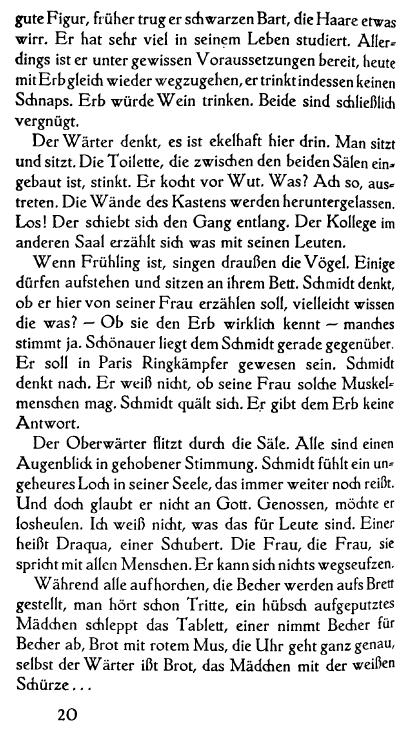 gute Figur, früher trug er schwarzen Bart, die Haare etwas
wirr. Er hat sehr viel in seinem Leben studiert. Aller-
dings ist er unter gewissen Voraussetzungen bereit, heute
mit Erb gleich wieder wegzugehen, er trinkt indessen keinen
Schnaps. Erb würde Wein trinken. Beide sind schließlich
vergnügt.
Der Wärter denkt, es ist ekelhaft hier drin. Man sitzt
und sitzt. Die Toilette, die zwischen den beiden Sälen ein-
gebaut ist, stinkt. Er kocht vor Wut. Was? Ach so, aus-
treten. Die Wände des Kastens werden heruntergelassen.
Los! Der schiebt sich den Gang entlang. Der Kollege im
anderen Saal erzählt sich was mit seinen Leuten.
Wenn Frühling ist, singen draußen die Vögel. Einige
dürfen aufstehen und sitzen an ihrem Bett. Schmidt denkt,
ob er hier von seiner Frau erzählen soll, vielleicht wissen
die was? — Ob sie den Erb wirklich kennt — manches
stimmt ja. Schönauer liegt dem Schmidt gerade gegenüber.
Er soll in Paris Ringkämpfer gewesen sein. Schmidt
denkt nach. Er weiß nicht, ob seine Frau solche Muskel-
menschen mag. Schmidt quält sich. Er gibt dem Erb keine
Antwort.
Der Oberwärter flitzt durch die Säle. Alle sind einen
Augenblick in gehobener Stimmung. Schmidt fühlt ein un-
geheures Loch in seiner Seele, das immer weiter noch reißt.
Und doch glaubt er nicht an Gott. Genossen, möchte er
losheulen. Ich weiß nicht, was das für Leute sind. Einer
heißt Draqua, einer Schubert. Die Frau, die Frau, sie
spricht mit allen Menschen. Er kann sich nichts wegseufzen.
Während alle aufhorchen, die Becher werden aufs Brett
gestellt, man hört schon Tritte, ein hübsch aufgeputztes
Mädchen schleppt das Tablett, einer nimmt Becher für
Becher ab, Brot mit rotem Mus, die Uhr geht ganz genau,
selbst der Wärter ißt Brot, das Mädchen mit der weißen
Schürze . . .
20